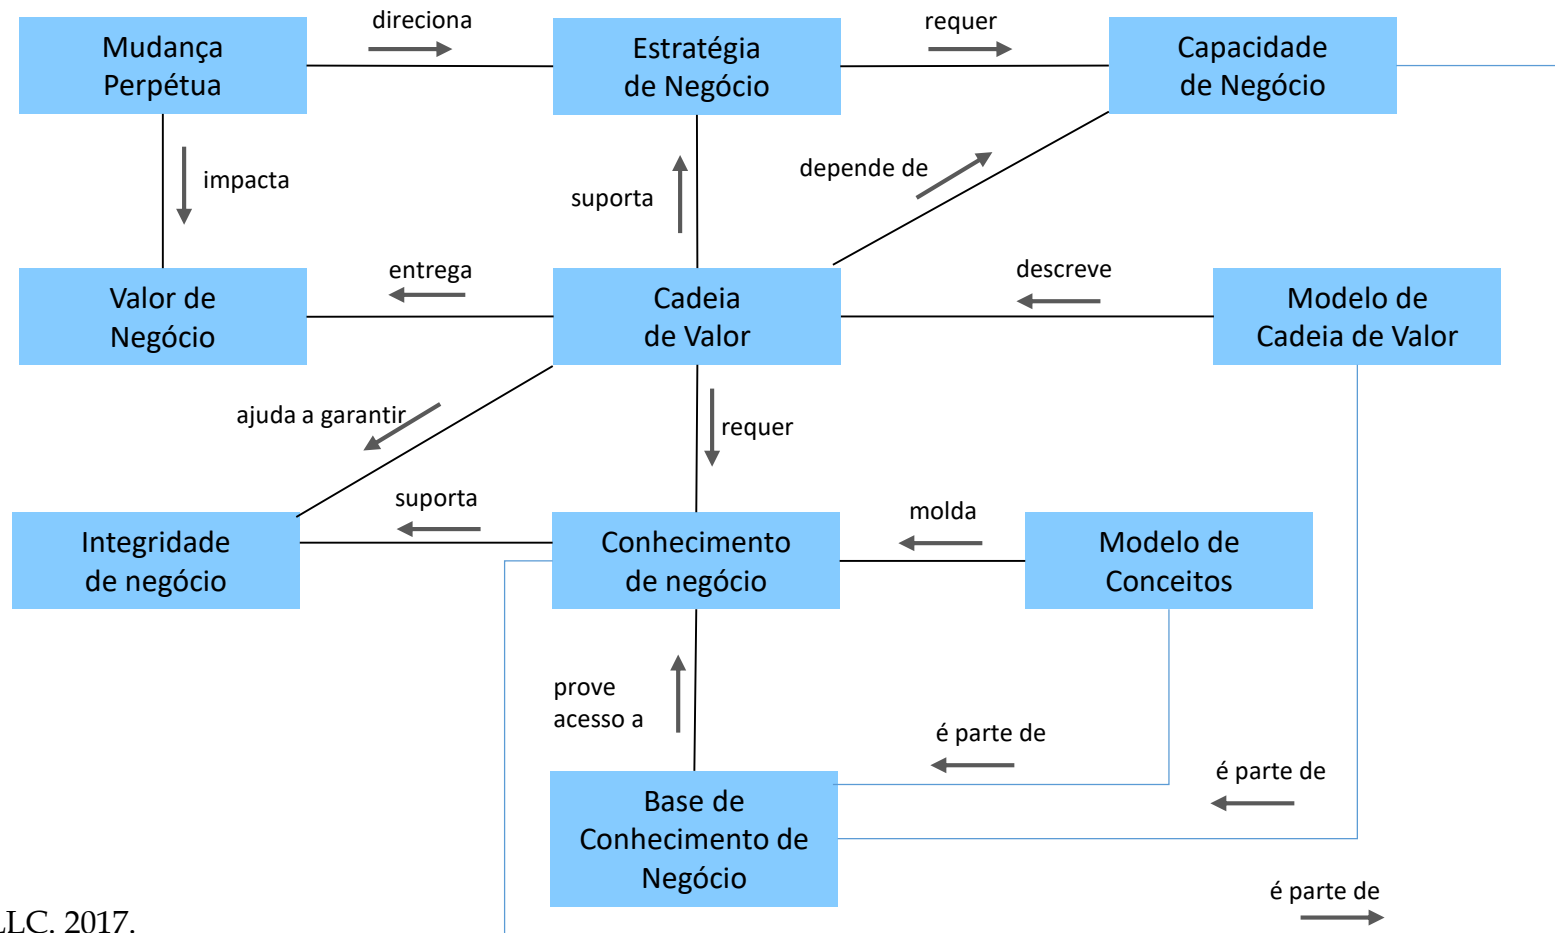 direciona
requer
Mudança
Perpétua
Estratégia
de Negócio
Capacidade
de Negócio
impacta
suporta
depende de
entrega
descreve
Valor de
Negócio
Cadeia
de Valor
Modelo de
Cadeia de Valor
ajuda a garantir
requer
suporta
molda
Integridade
de negócio
Conhecimento
de negócio
Modelo de
Conceitos
prove
acesso a
é parte de
é parte de
Base de
Conhecimento de
Negócio
é parte de
LLC. 2017.